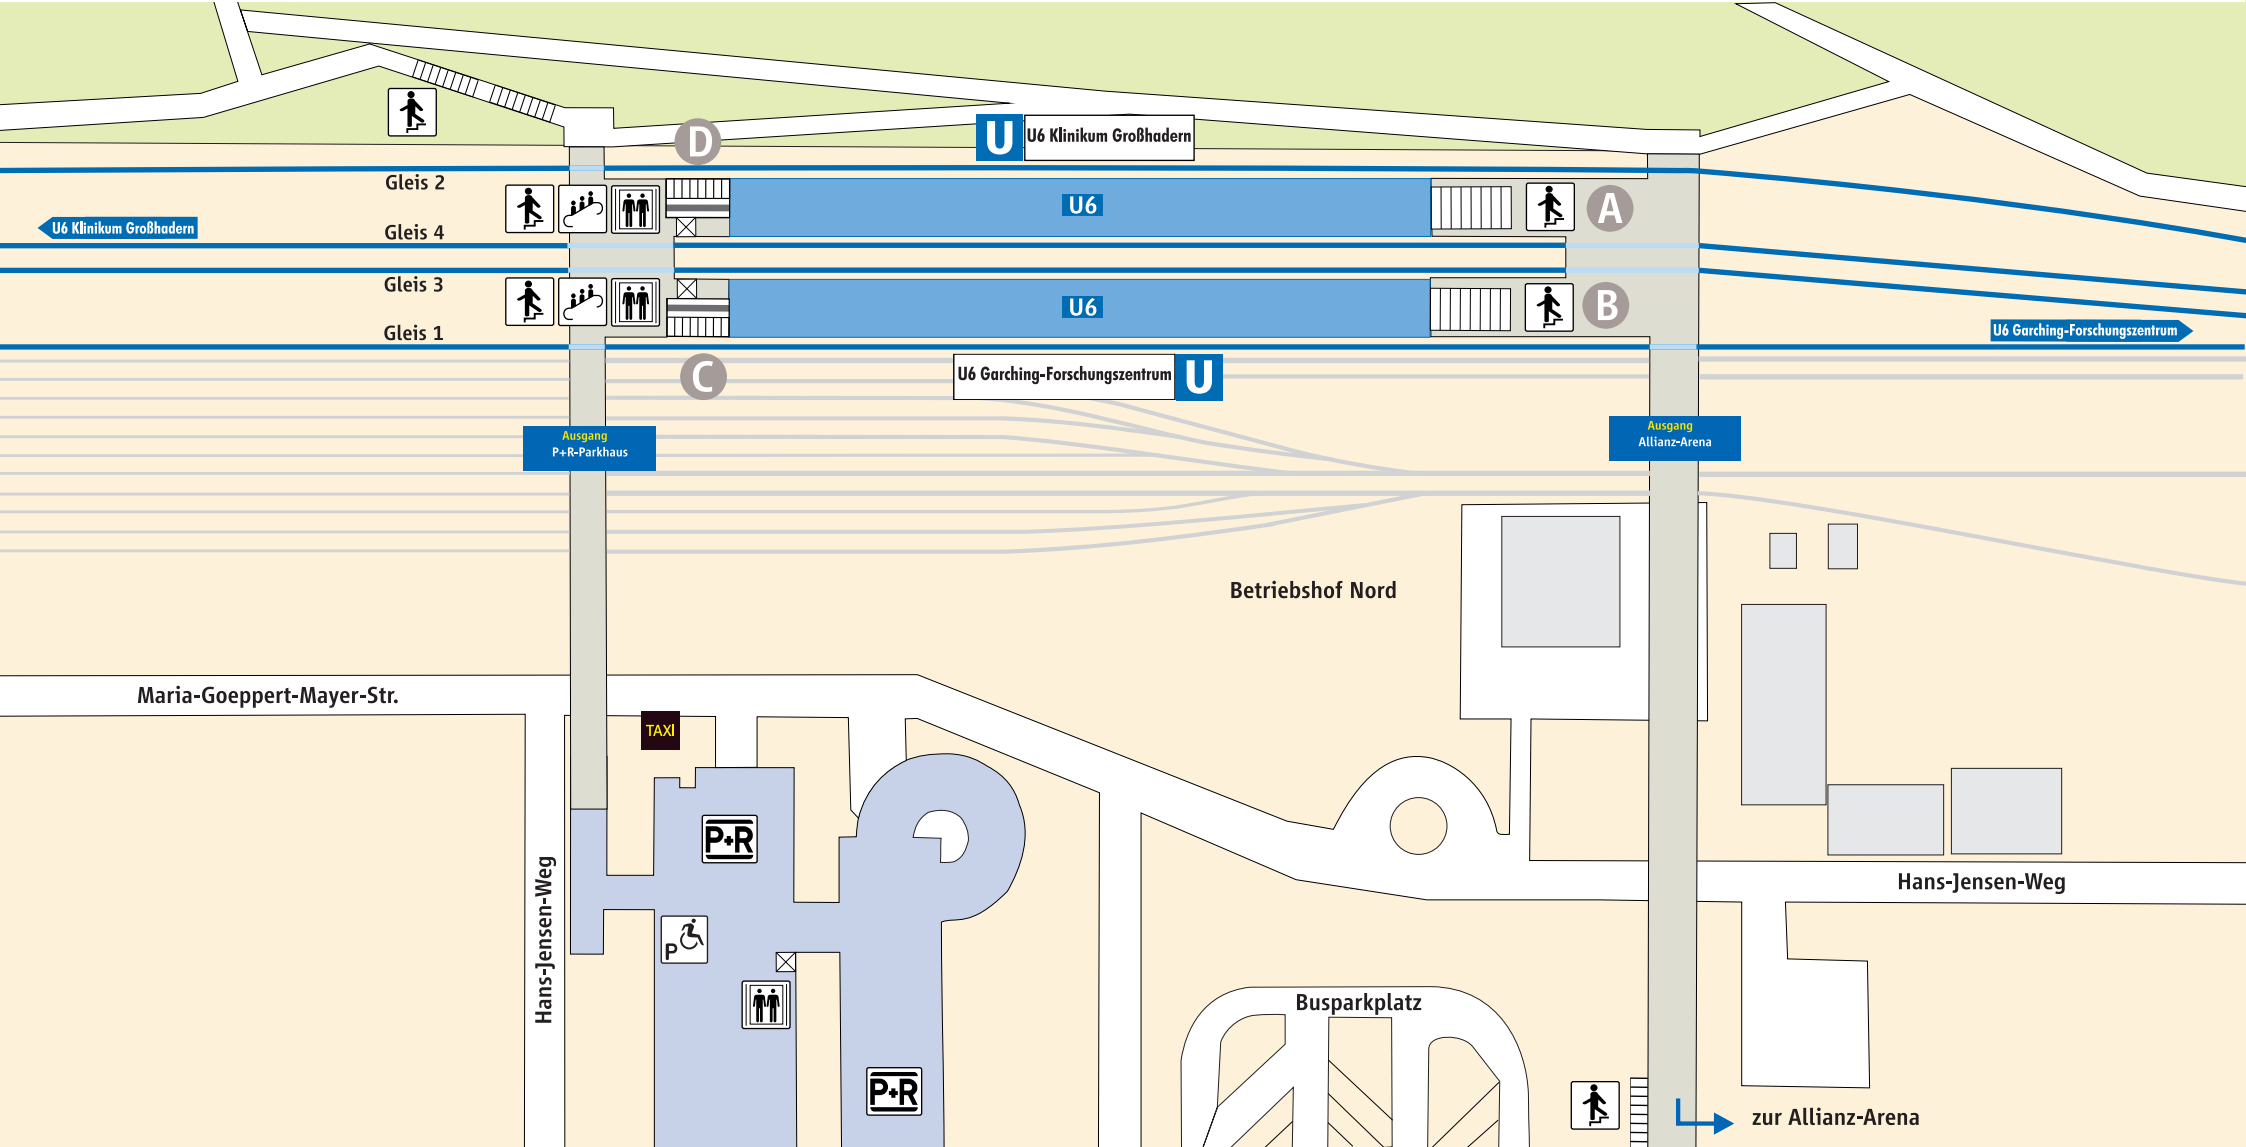 D
U
U6 Klinikum Großhadern
Gleis 2
U6
A
U6 Klinikum Großhadern
Gleis 4
Gleis 3
U6
B
Gleis 1
U6 Garching-Forschungszentrum
C
U6 Garching-Forschungszentrum
U
Ausgang
P+R-Parkhaus
Ausgang
Allianz-Arena
Betriebshof Nord
Maria-Goeppert-Mayer-Str.
TAXI
P+R
Hans-Jensen-Weg
Hans-Jensen-Weg
P
Busparkplatz
P+R
zur Allianz-Arena